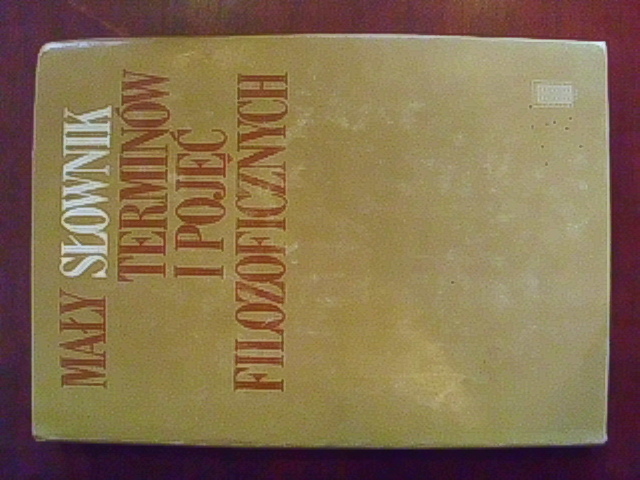 MAŁY SŁOWNIK
TERMINÓW
I POJĘĆ
FILOZOFICZNYCH